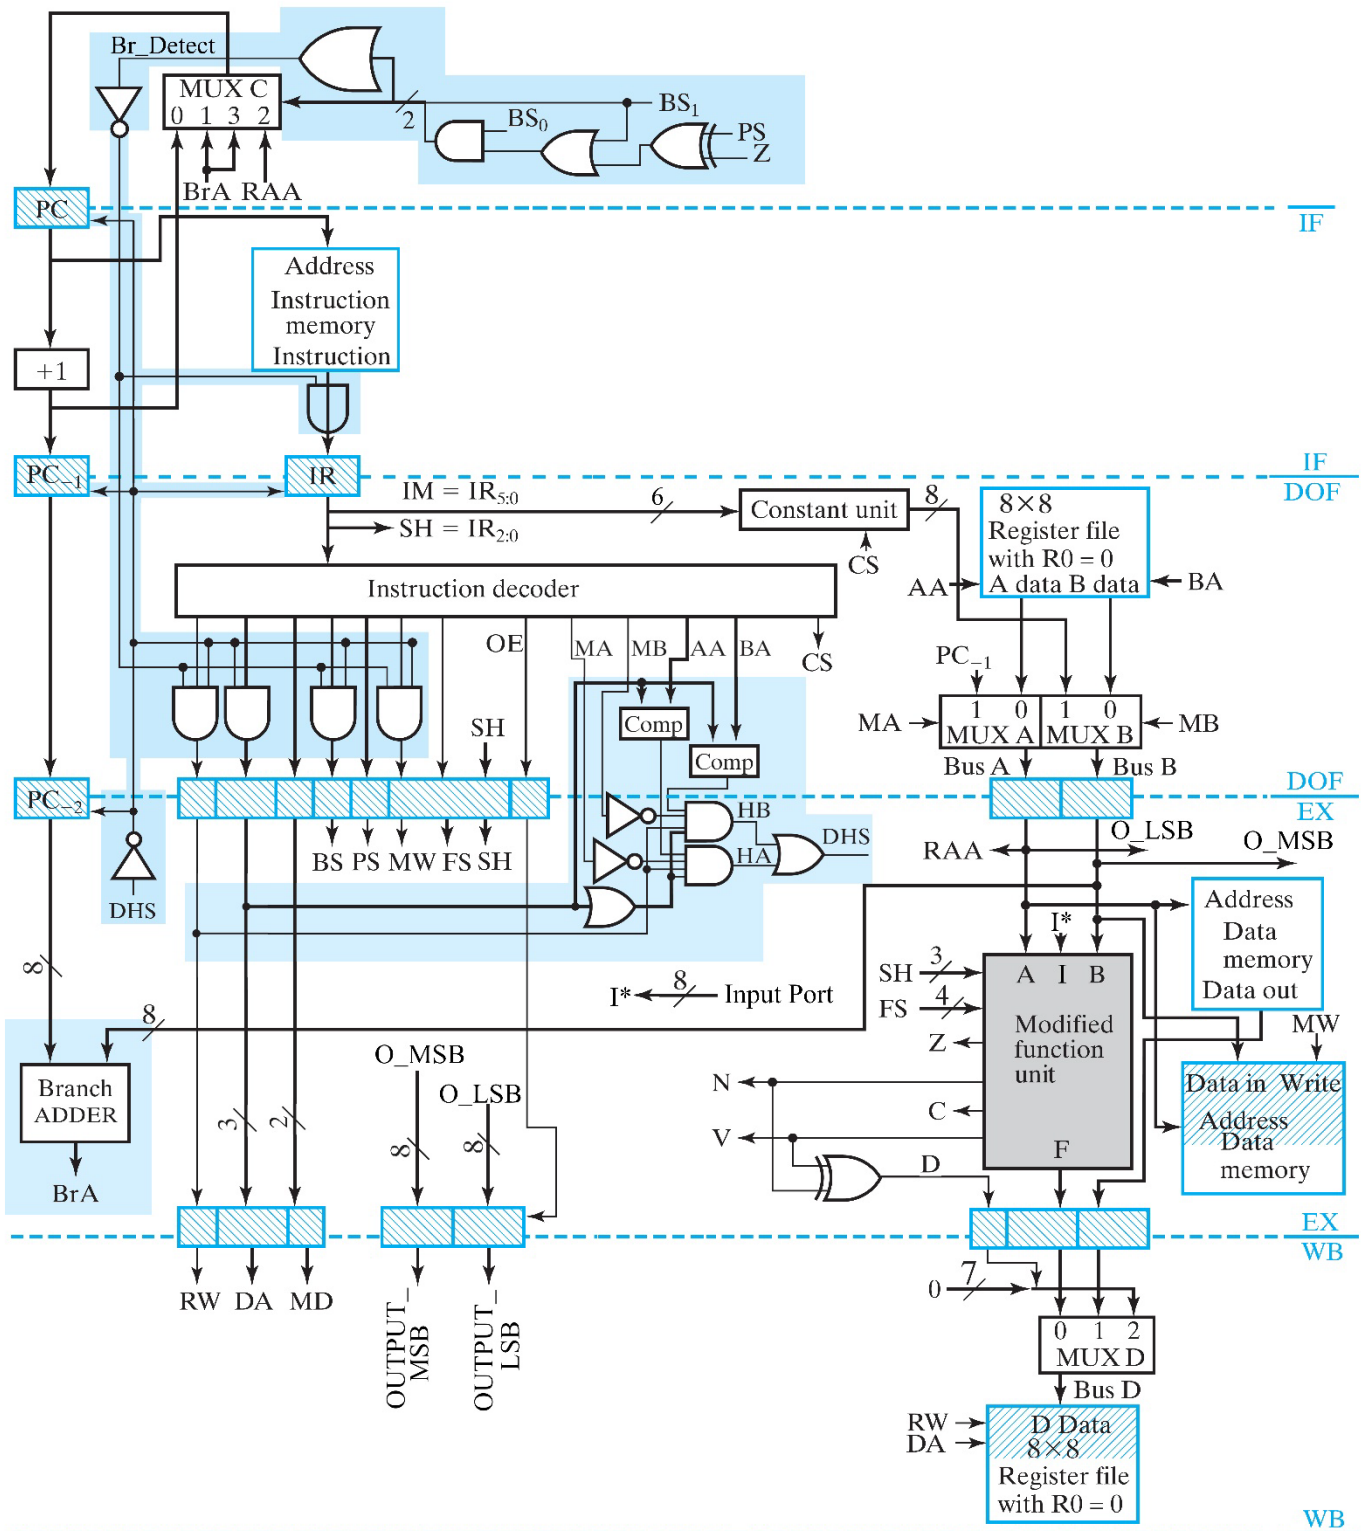 Br_Detect
MUX C
0 1 3 2
2
BS₁
BS₀
PS
Z
BrA RAA
PC
IF
Address
Instruction
memory
Instruction
+1
PC₋₁
IR
IF
DOF
IM = IR₅:₀
SH = IR₂:₀
6
Constant unit
8
CS
8×8
Register file
with R0 = 0
A data B data
AA
BA
Instruction decoder
OE
MA
MB
AA
BA
CS
PC₋₁
1 0 1 0
MUX A MUX B
MA
MB
Comp
Comp
SH
Bus A
Bus B
PC₋₂
DOF
EX
BS PS MW FS SH
HB
HA
DHS
DHS
RAA
O_LSB
O_MSB
Address
Data
memory
Data out
I*
A I B
SH
3
FS
4
Z
N
C
V
Modified
function
unit
F
D
8
I*
8
Input Port
8
MW
Data in Write
Address
Data
memory
Branch
ADDER
BrA
O_MSB
O_LSB
3
2
8
8
EX
WB
RW DA MD
OUTPUT_
MSB
OUTPUT_
LSB
0
7
0 1 2
MUX D
Bus D
RW
DA
D Data
8×8
Register file
with R0 = 0
WB